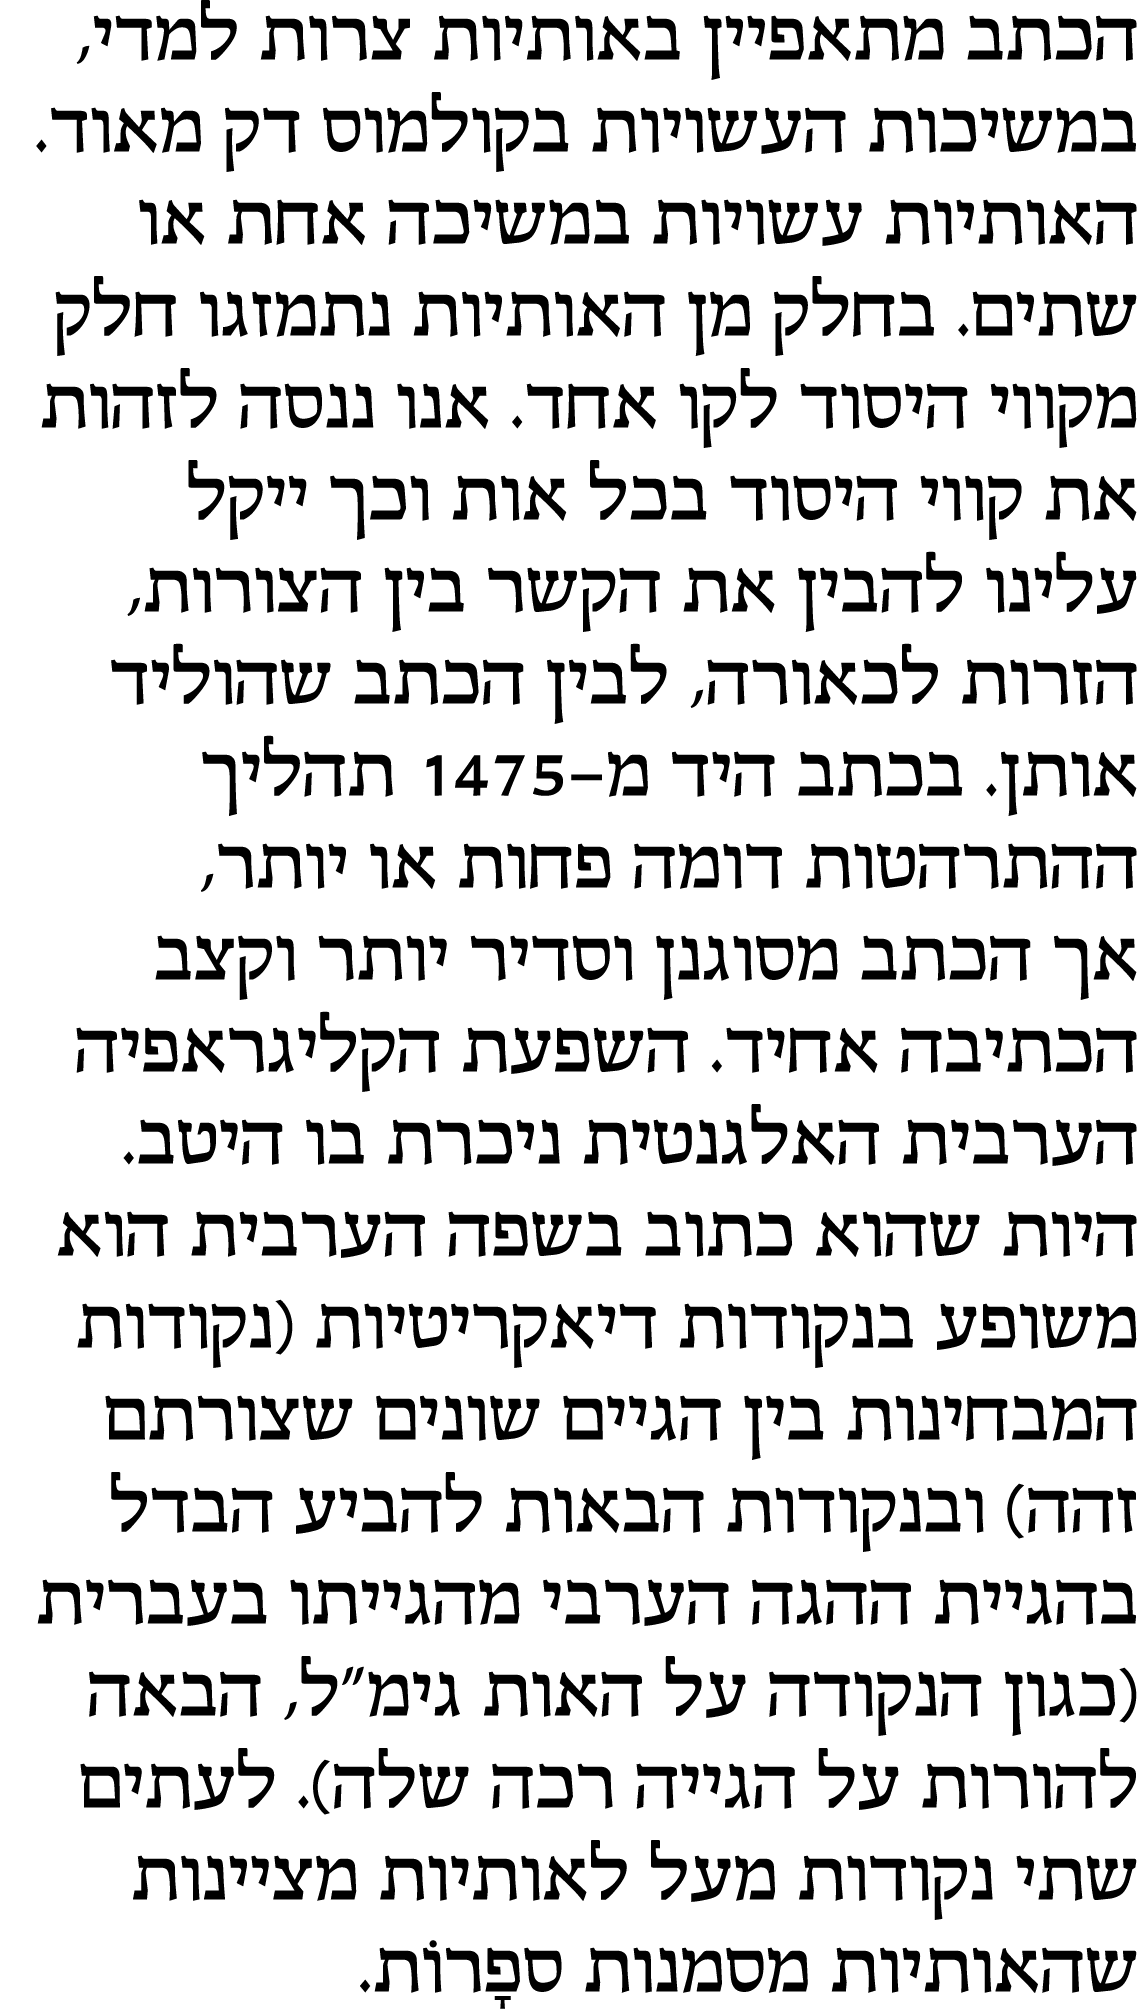 הכתב מתאפיין באותיות צרות למדי,
במשיכות העשויות בקולמוס דק מאוד.
האותיות עשויות במשיכה אחת או
שתים. בחלק מן האותיות נתמזגו חלק
מקווי היסוד לקו אחד. אנו ננסה לזהות
את קווי היסוד בכל אות וכך ייקל
עלינו להבין את הקשר בין הצורות,
הזרות לכאורה, לבין הכתב שהוליד
אותן. בכתב היד מ–1475 תהליך
ההתרהטות דומה פחות או יותר,
אך הכתב מסוגנן וסדיר יותר וקצב
הכתיבה אחיד. השפעת הקליגראפיה
הערבית האלגנטית ניכרת בו היטב.
היות שהוא כתוב בשפה הערבית הוא
משופע בנקודות דיאקריטיות (נקודות
המבחינות בין הגיים שונים שצורתם
זהה) ובנקודות הבאות להביע הבדל
בהגיית ההגה הערבי מהגייתו בעברית
(כגון הנקודה על האות גימ״ל, הבאה
להורות על הגייה רכה שלה). לעתים
שתי נקודות מעל לאותיות מציינות
שהאותיות מסמנות ספָרוֹת.